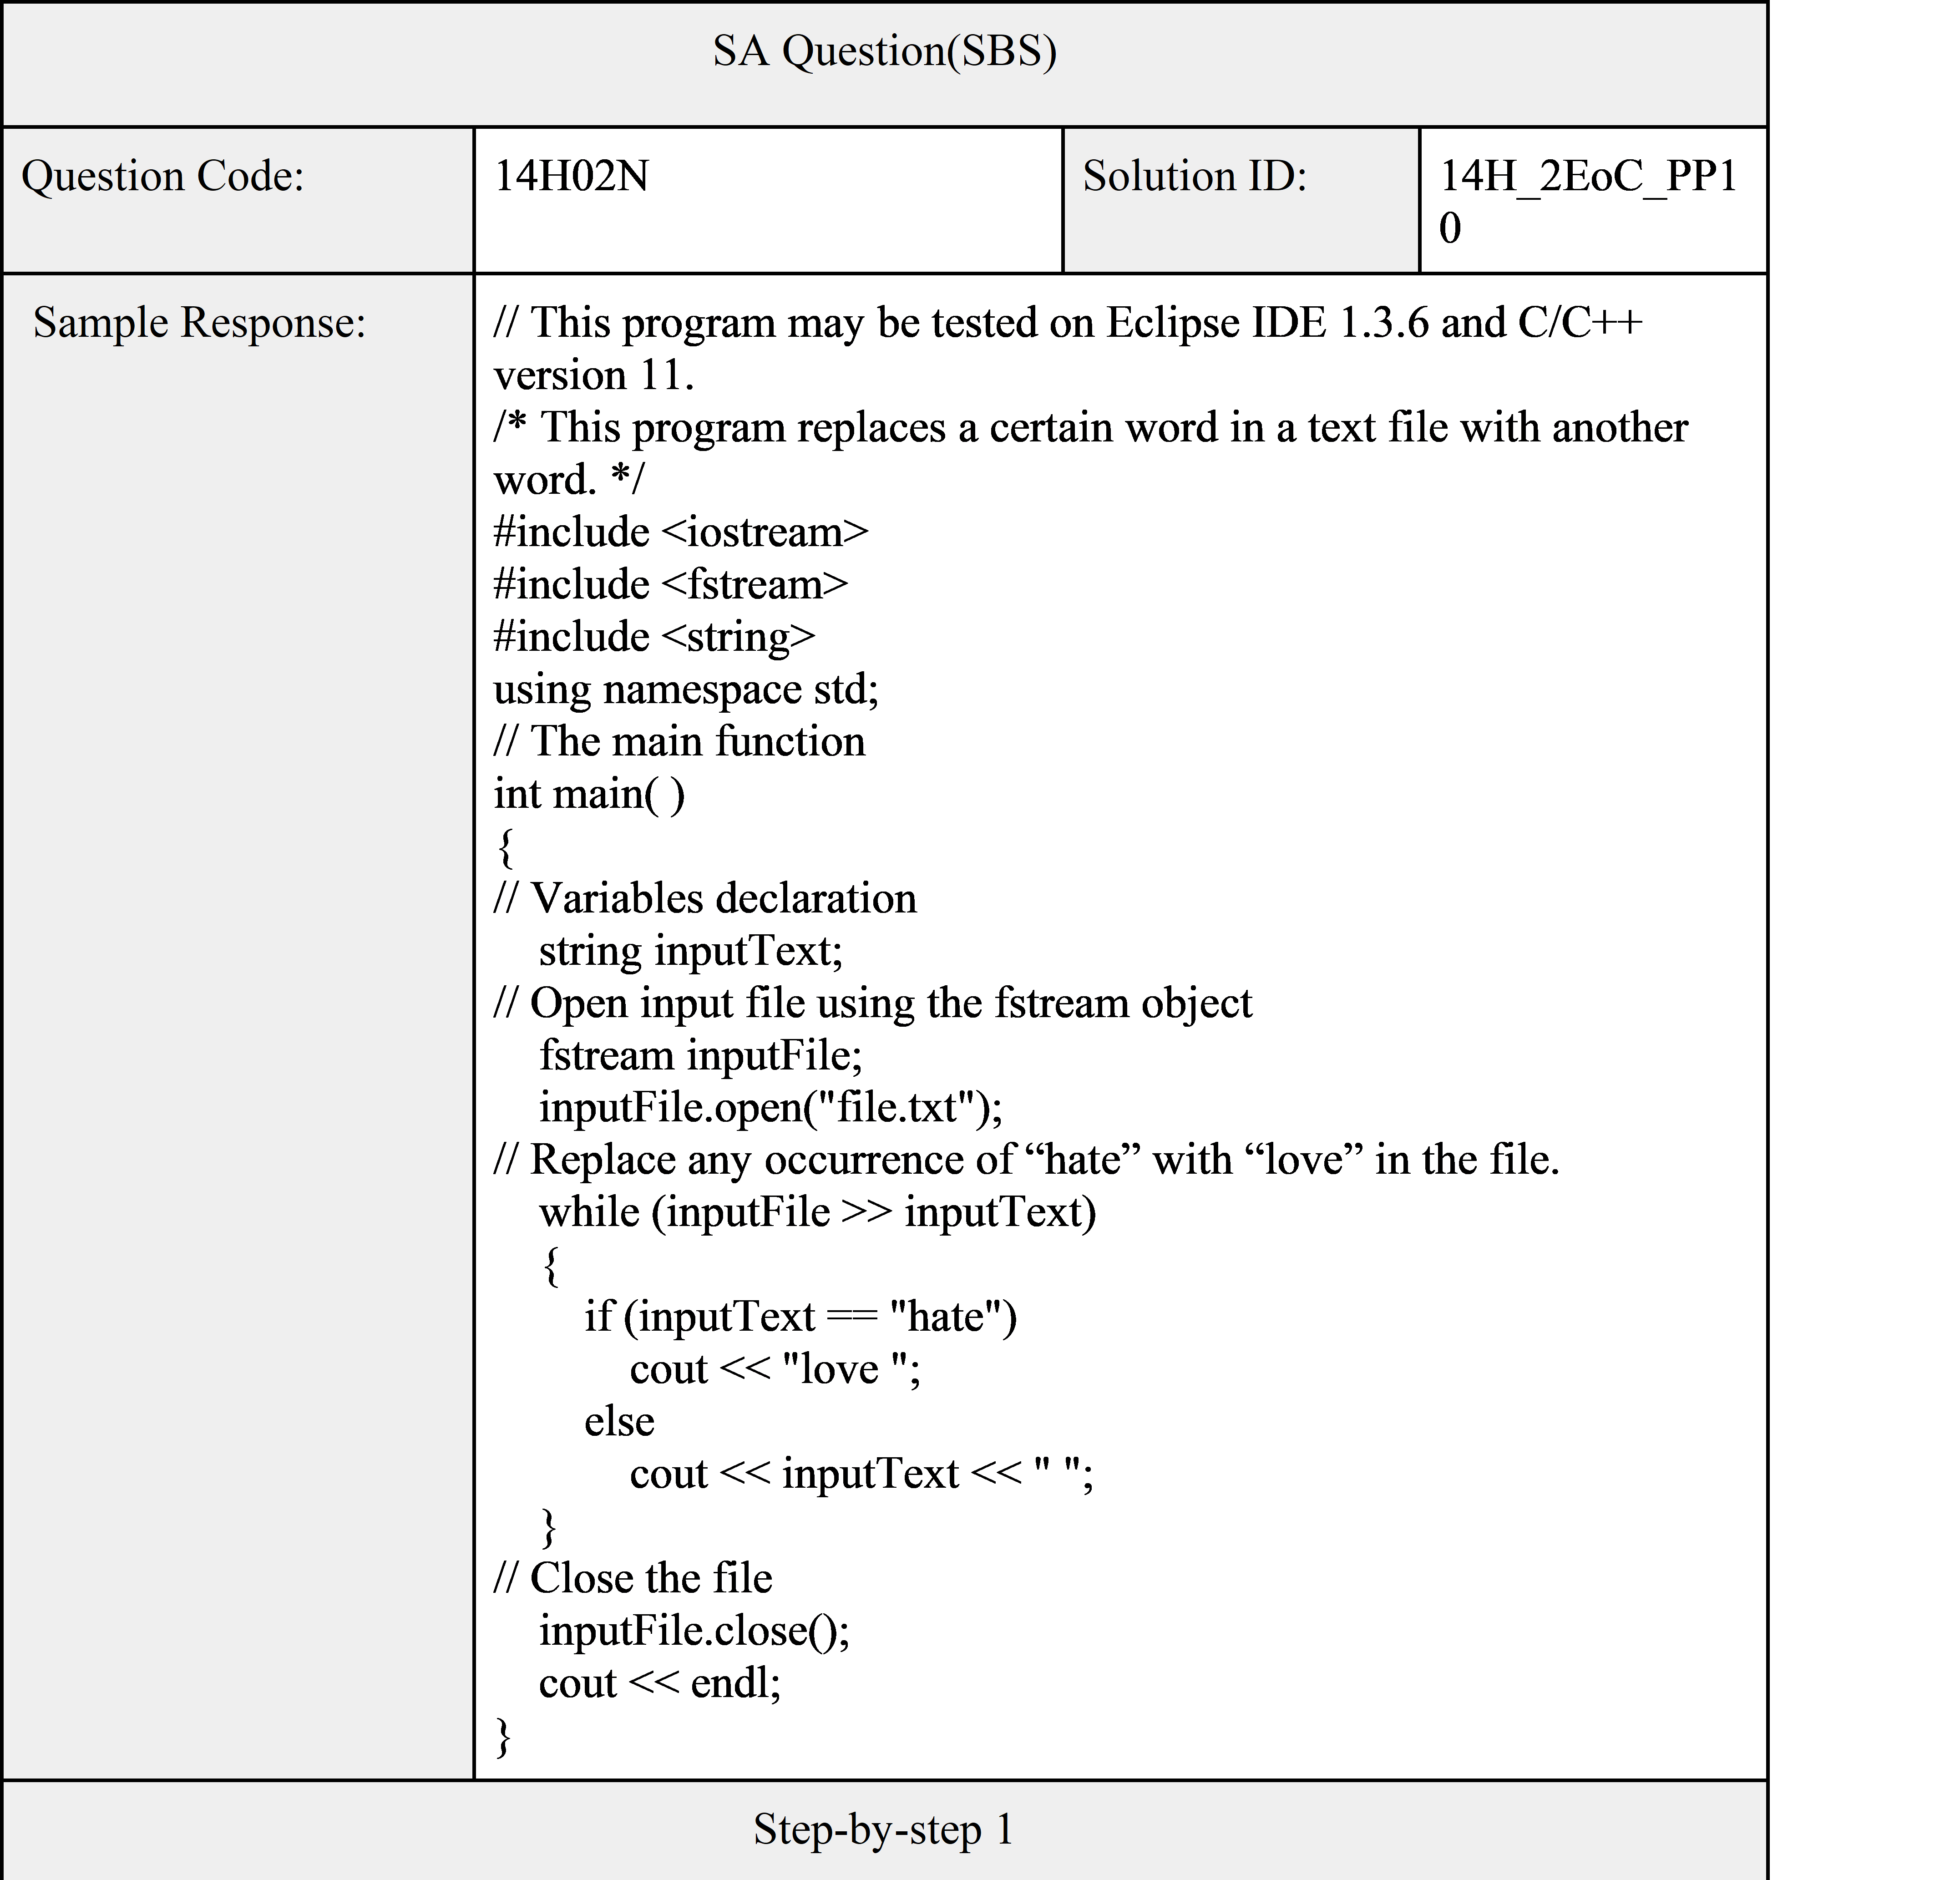 SA Question(SBS)
Question Code:
14H02N
Solution ID:
14H_2EoC_PP1
0
Sample Response:
// This program may be tested on Eclipse IDE 1.3.6 and C/C++
version 11.
/* This program replaces a certain word in a text file with another
word. */
#include <iostream>
#include <fstream>
#include <string>
using namespace std;
// The main function
int main( )
{
// Variables declaration
string inputText;
// Open input file using the fstream object
fstream inputFile;
inputFile.open("file.txt");
// Replace any occurrence of “hate” with “love” in the file.
while (inputFile >> inputText)
{
if (inputText == "hate")
cout << "love ";
else
cout << inputText << " ";
}
// Close the file
inputFile.close();
cout << endl;
}
Step-by-step 1